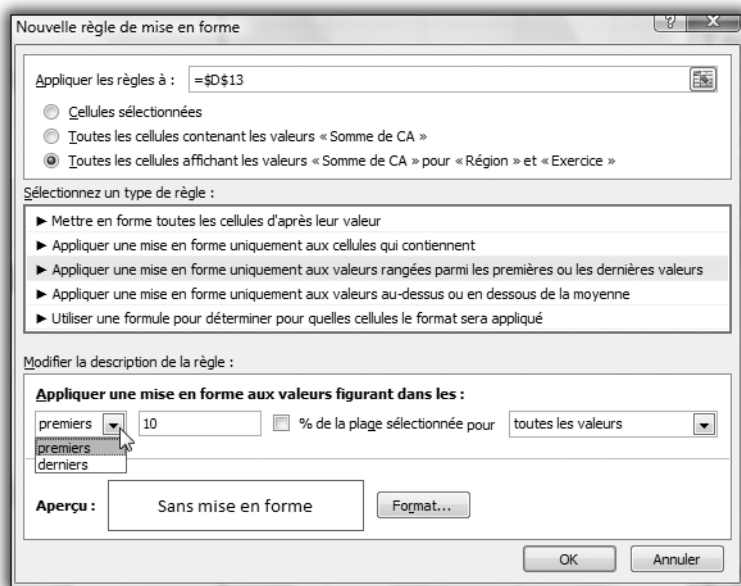 Nouvelle règle de mise en forme
Appliquer les règles à : =$D$13
Cellules sélectionnées
Toutes les cellules contenant les valeurs « Somme de CA »
Toutes les cellules affichant les valeurs « Somme de CA » pour « Région » et « Exercice »
Sélectionnez un type de règle :
► Mettre en forme toutes les cellules d'après leur valeur
► Appliquer une mise en forme uniquement aux cellules qui contiennent
► Appliquer une mise en forme uniquement aux valeurs rangées parmi les premières ou les dernières valeurs
► Appliquer une mise en forme uniquement aux valeurs au-dessus ou en dessous de la moyenne
► Utiliser une formule pour déterminer pour quelles cellules le format sera appliqué
Modifier la description de la règle :
Appliquer une mise en forme aux valeurs figurant dans les :
premiers 10 % de la plage sélectionnée pour toutes les valeurs
premiers
derniers
Aperçu : Sans mise en forme Format...
OK Annuler